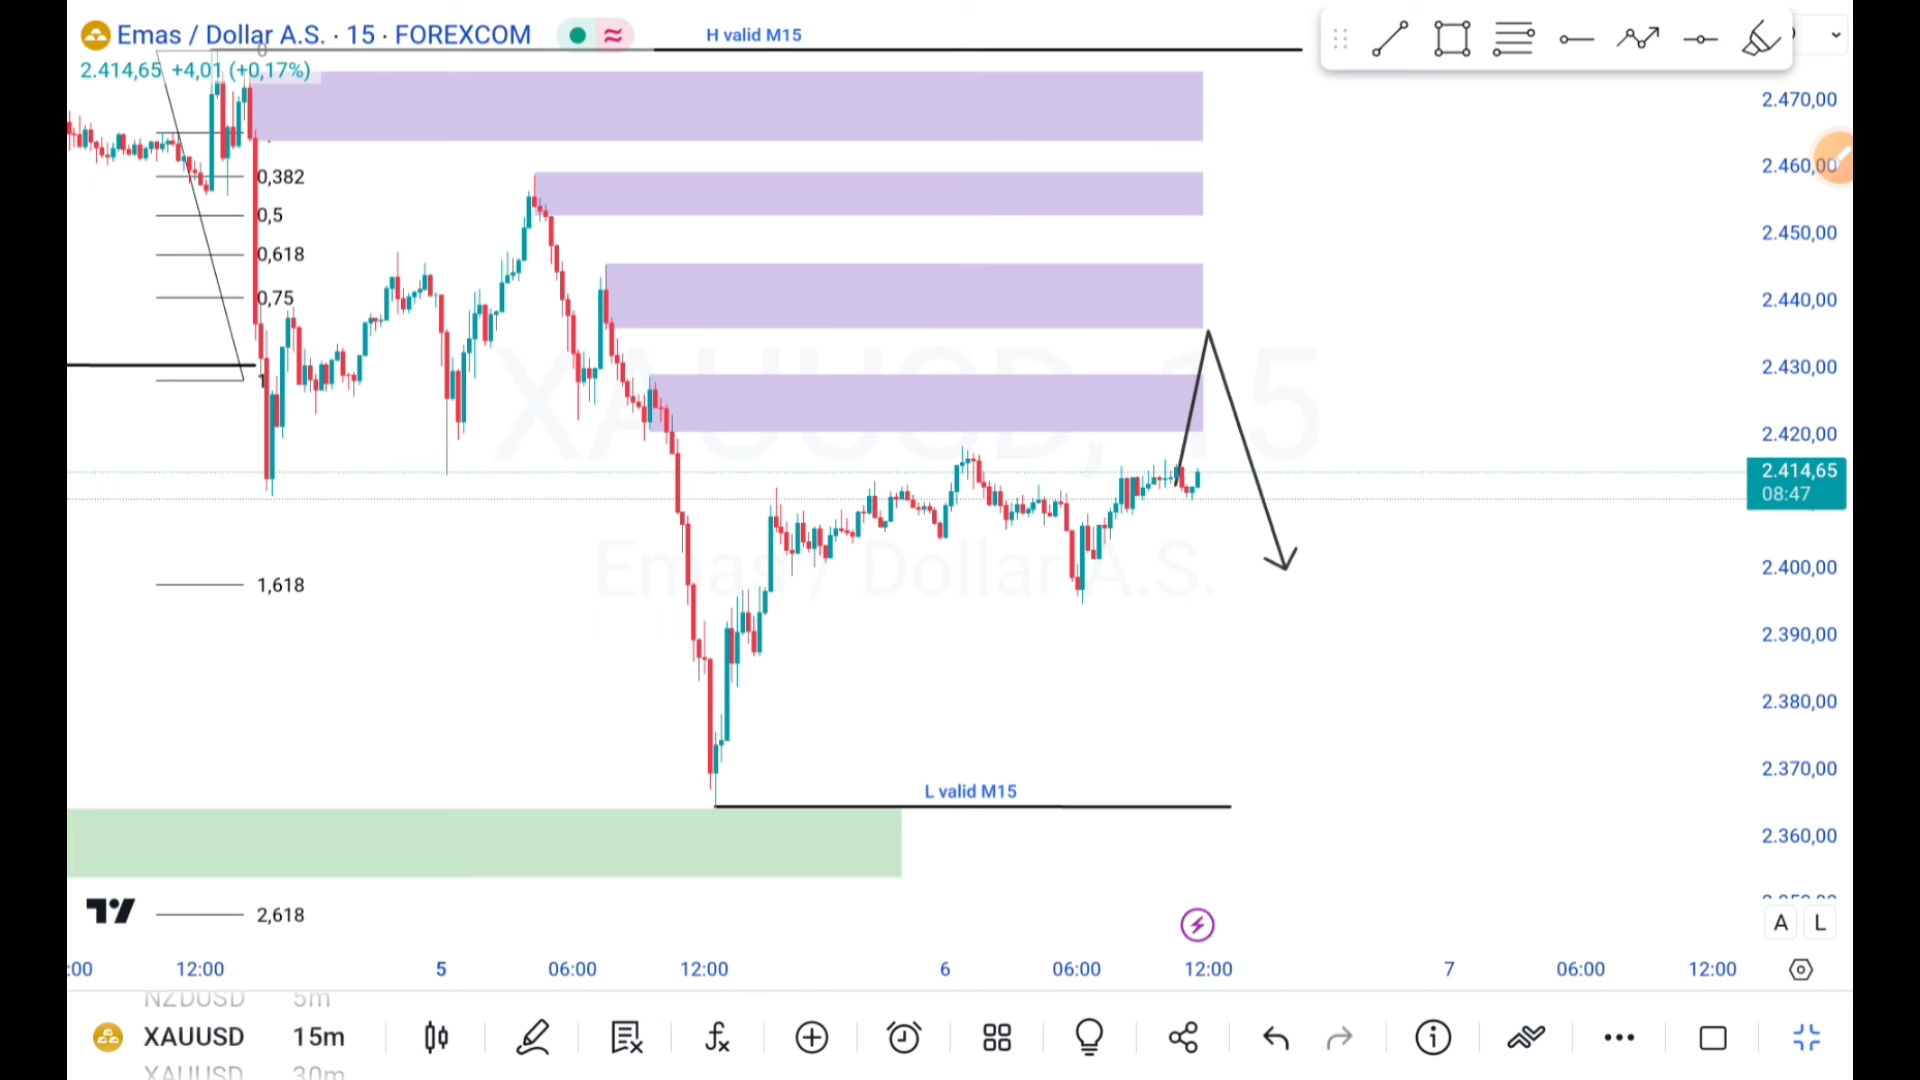 Emas / Dollar A.S. · 15 · FOREXCOM
2.414,65 +4,01 (+0,17%)
H valid M15
0
0,382
0,5
0,618
0,75
1
1,618
2,618
XAUUSD, 15
Emas / Dollar A.S.
L valid M15
2.470,00
2.460,00
2.450,00
2.440,00
2.430,00
2.420,00
2.414,65
08:47
2.400,00
2.390,00
2.380,00
2.370,00
2.360,00
A L
:00 12:00 5 06:00 12:00 6 06:00 12:00 7 06:00 12:00
NZDUSD 5m
XAUUSD 15m
XAUUSD 30m